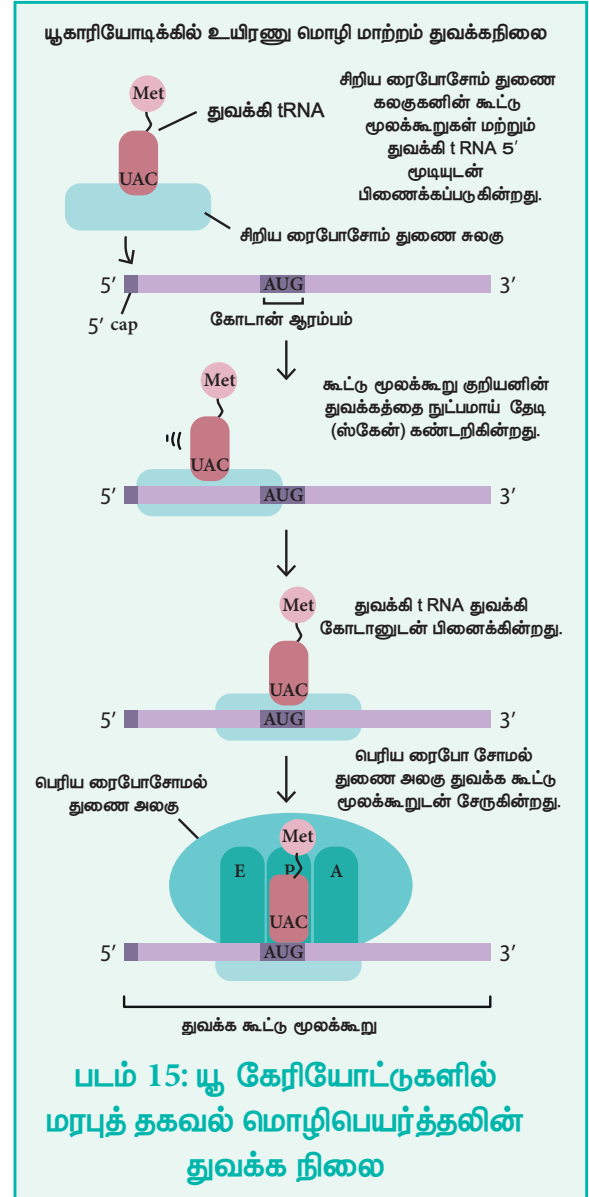 யூகாரியோடிக்கில் உயிரணு மொழி மாற்றம் துவக்கநிலை
Met
துவக்கி tRNA
UAC
சிறிய ரைபோசோம் துணை
கலகுகனின் கூட்டு
மூலக்கூறுகள் மற்றும்
துவக்கி t RNA 5′
மூடியுடன்
பிணைக்கப்படுகின்றது.
சிறிய ரைபோசோம் துணை சுலகு
5′ AUG 3′
5′ cap
கோடான் ஆரம்பம்
Met
UAC
கூட்டு மூலக்கூறு குறியனின்
துவக்கத்தை நுட்பமாய் தேடி
(ஸ்கேன்) கண்டறிகின்றது.
5′ AUG 3′
Met
UAC
துவக்கி t RNA துவக்கி
கோடானுடன் பினைக்கின்றது.
5′ AUG 3′
பெரிய ரைபோசோமல்
துணை அலகு
பெரிய ரைபோ சோமல்
துணை அலகு துவக்க கூட்டு
மூலக்கூறுடன் சேருகின்றது.
Met
E P A
UAC
5′ AUG 3′
துவக்க கூட்டு மூலக்கூறு
படம் 15: யூ கேரியோட்டுகளில்
மரபுத் தகவல் மொழிபெயர்த்தலின்
துவக்க நிலை